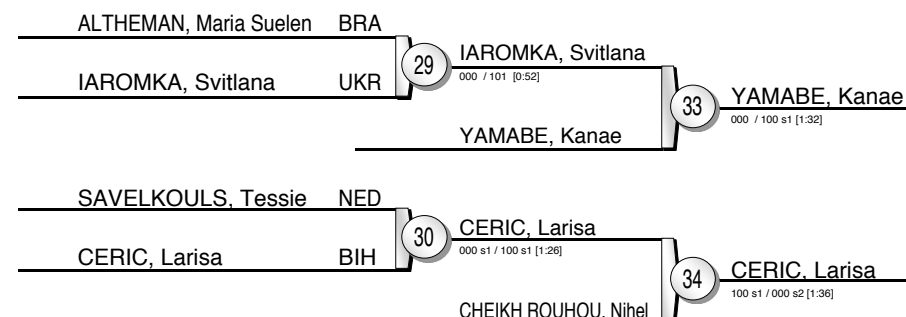 ALTHEMAN, Maria Suelen BRA
IAROMKA, Svitlana UKR
29
IAROMKA, Svitlana
000 / 101 [0:52]
YAMABE, Kanae
33
YAMABE, Kanae
000 / 100 s1 [1:32]
SAVELKOULS, Tessie NED
CERIC, Larisa BIH
30
CERIC, Larisa
000 s1 / 100 s1 [1:26]
CHEIKH ROUHOU, Nihel
34
CERIC, Larisa
100 s1 / 000 s2 [1:36]